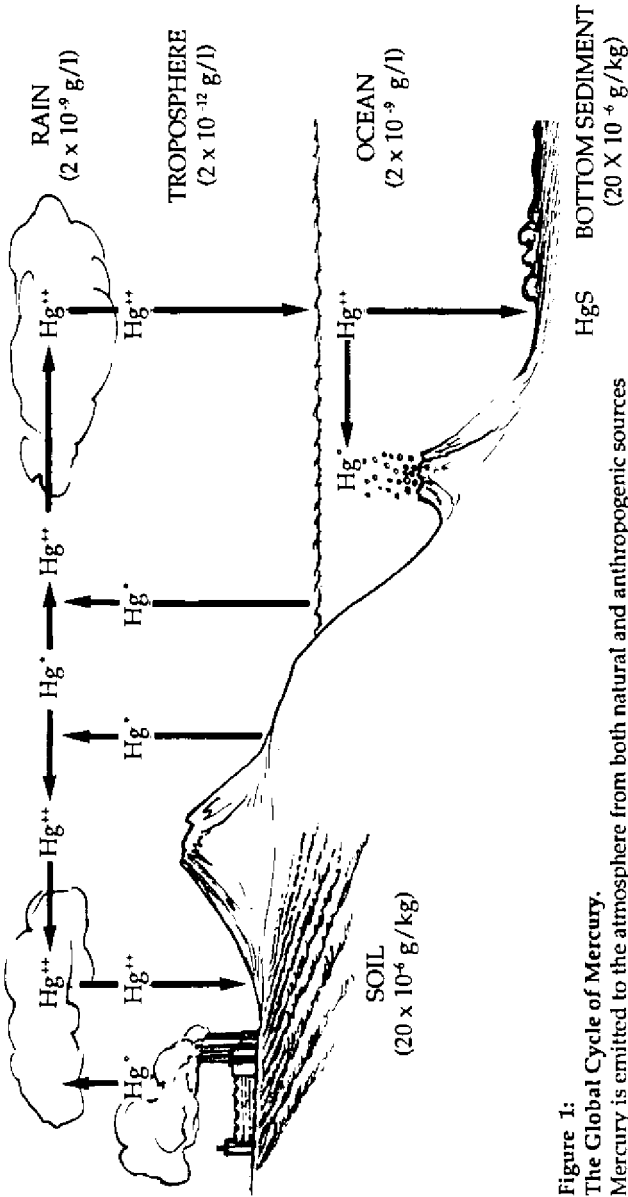 RAIN
(2 x 10⁻⁹ g/l)
TROPOSPHERE
(2 x 10⁻¹² g/l)
OCEAN
(2 x 10⁻⁹ g/l)
BOTTOM SEDIMENT
(20 X 10⁻⁶ g/kg)
Hg⁺⁺ Hg⁺⁺ Hg° Hg⁺⁺ Hg⁺⁺
Hg° Hg⁺⁺ Hg° Hg° Hg⁺⁺
Hg Hg⁺⁺
HgS
SOIL
(20 x 10⁻⁶ g/kg)
Figure 1:
The Global Cycle of Mercury.
Mercury is emitted to the atmosphere from both natural and anthropogenic sources